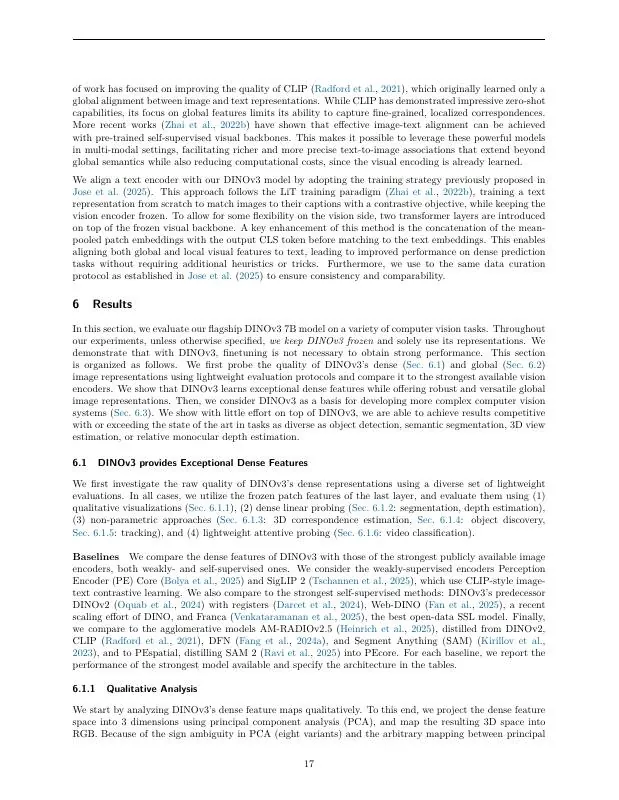 of work has focused on improving the quality of CLIP (Radford et al., 2021), which originally learned only a
global alignment between image and text representations. While CLIP has demonstrated impressive zero-shot
capabilities, its focus on global features limits its ability to capture fine-grained, localized correspondences.
More recent works (Zhai et al., 2022b) have shown that effective image-text alignment can be achieved
with pre-trained self-supervised visual backbones. This makes it possible to leverage these powerful models
in multi-modal settings, facilitating richer and more precise text-to-image associations that extend beyond
global semantics while also reducing computational costs, since the visual encoding is already learned.
We align a text encoder with our DINOv3 model by adopting the training strategy previously proposed in
Jose et al. (2025). This approach follows the LiT training paradigm (Zhai et al., 2022b), training a text
representation from scratch to match images to their captions with a contrastive objective, while keeping the
vision encoder frozen. To allow for some flexibility on the vision side, two transformer layers are introduced
on top of the frozen visual backbone. A key enhancement of this method is the concatenation of the mean-
pooled patch embeddings with the output CLS token before matching to the text embeddings. This enables
aligning both global and local visual features to text, leading to improved performance on dense prediction
tasks without requiring additional heuristics or tricks. Furthermore, we use to the same data curation
protocol as established in Jose et al. (2025) to ensure consistency and comparability.
6 Results
In this section, we evaluate our flagship DINOv3 7B model on a variety of computer vision tasks. Throughout
our experiments, unless otherwise specified, we keep DINOv3 frozen and solely use its representations. We
demonstrate that with DINOv3, finetuning is not necessary to obtain strong performance. This section
is organized as follows. We first probe the quality of DINOv3's dense (Sec. 6.1) and global (Sec. 6.2)
image representations using lightweight evaluation protocols and compare it to the strongest available vision
encoders. We show that DINOv3 learns exceptional dense features while offering robust and versatile global
image representations. Then, we consider DINOv3 as a basis for developing more complex computer vision
systems (Sec. 6.3). We show with little effort on top of DINOv3, we are able to achieve results competitive
with or exceeding the state of the art in tasks as diverse as object detection, semantic segmentation, 3D view
estimation, or relative monocular depth estimation.
6.1 DINOv3 provides Exceptional Dense Features
We first investigate the raw quality of DINOv3's dense representations using a diverse set of lightweight
evaluations. In all cases, we utilize the frozen patch features of the last layer, and evaluate them using (1)
qualitative visualizations (Sec. 6.1.1), (2) dense linear probing (Sec. 6.1.2: segmentation, depth estimation),
(3) non-parametric approaches (Sec. 6.1.3: 3D correspondence estimation, Sec. 6.1.4: object discovery,
Sec. 6.1.5: tracking), and (4) lightweight attentive probing (Sec. 6.1.6: video classification).
Baselines We compare the dense features of DINOv3 with those of the strongest publicly available image
encoders, both weakly- and self-supervised ones. We consider the weakly-supervised encoders Perception
Encoder (PE) Core (Bolya et al., 2025) and SigLIP 2 (Tschannen et al., 2025), which use CLIP-style image-
text contrastive learning. We also compare to the strongest self-supervised methods: DINOv3's predecessor
DINOv2 (Oquab et al., 2024) with registers (Darcet et al., 2024), Web-DINO (Fan et al., 2025), a recent
scaling effort of DINO, and Franca (Venkataramanan et al., 2025), the best open-data SSL model. Finally,
we compare to the agglomerative models AM-RADIOv2.5 (Heinrich et al., 2025), distilled from DINOv2,
CLIP (Radford et al., 2021), DFN (Fang et al., 2024a), and Segment Anything (SAM) (Kirillov et al.,
2023), and to PEspatial, distilling SAM 2 (Ravi et al., 2025) into PEcore. For each baseline, we report the
performance of the strongest model available and specify the architecture in the tables.
6.1.1 Qualitative Analysis
We start by analyzing DINOv3's dense feature maps qualitatively. To this end, we project the dense feature
space into 3 dimensions using principal component analysis (PCA), and map the resulting 3D space into
RGB. Because of the sign ambiguity in PCA (eight variants) and the arbitrary mapping between principal
17